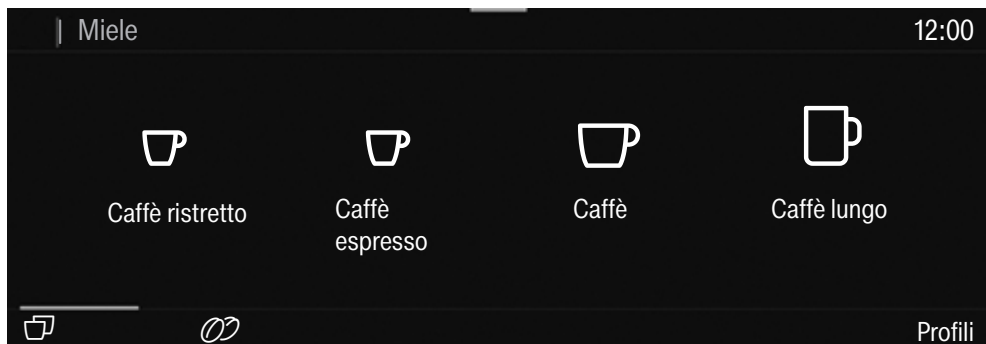 Miele
12:00
Caffè ristretto
Caffè
espresso
Caffè
Caffè lungo
Profili